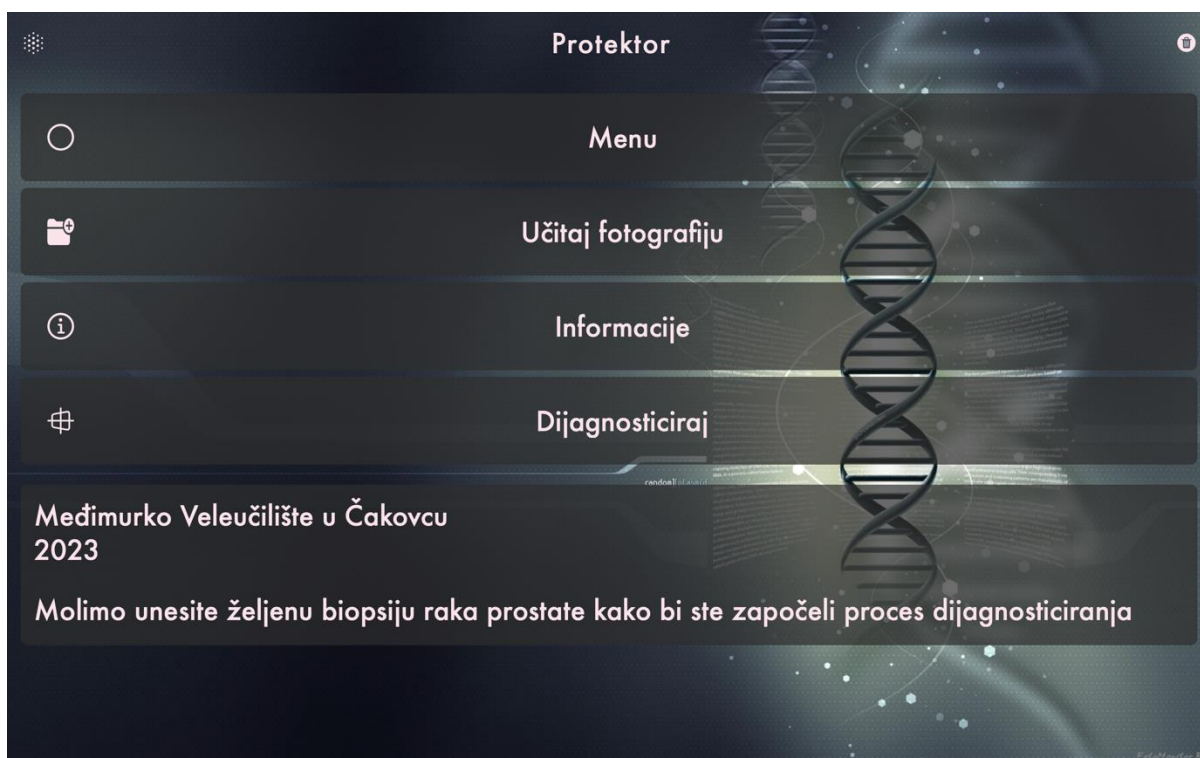 Protektor
Menu
Učitaj fotografiju
Informacije
Dijagnosticiraj
Međimurko Veleučilište u Čakovcu
2023
Molimo unesite željenu biopsiju raka prostate kako bi ste započeli proces dijagnosticiranja